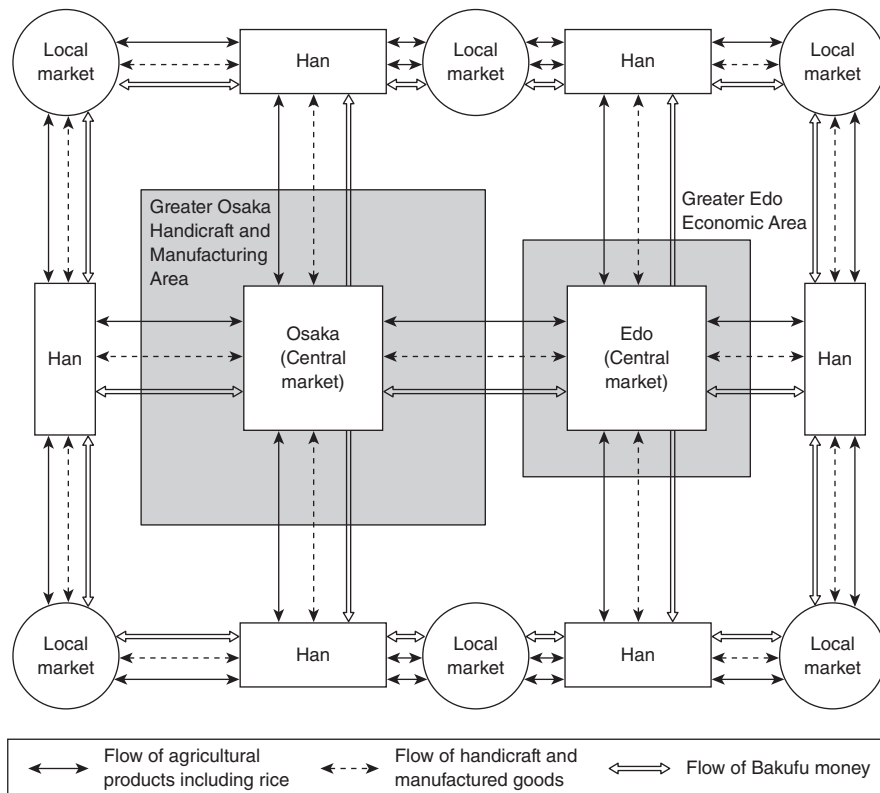 Local
market
Han
Local
market
Han
Local
market
Greater Osaka
Handicraft and
Manufacturing
Area
Greater Edo
Economic Area
Han
Osaka
(Central
market)
Edo
(Central
market)
Han
Local
market
Han
Local
market
Han
Local
market
Flow of agricultural
products including rice
Flow of handicraft and
manufactured goods
Flow of Bakufu money